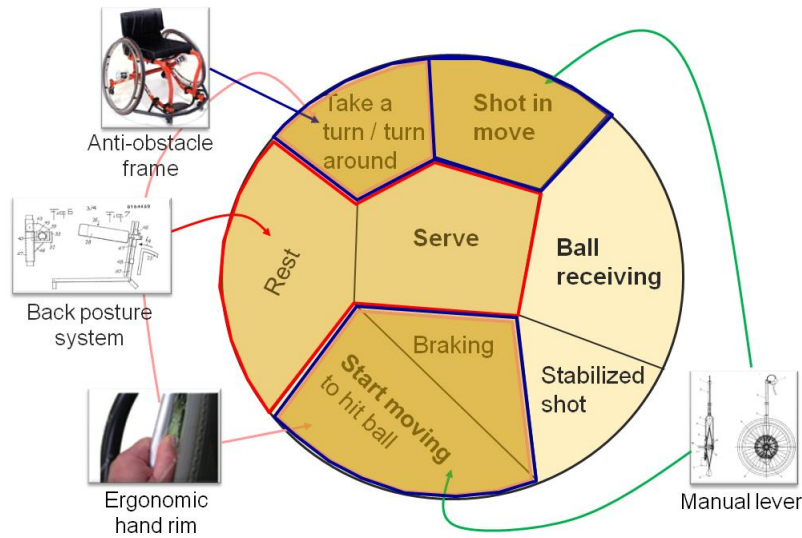 Take a
turn / turn
around
Shot in
move
Anti-obstacle
frame
Serve
Rest
Ball
receiving
Back posture
system
Braking
Start moving
to hit ball
Stabilized
shot
Ergonomic
hand rim
Manual lever